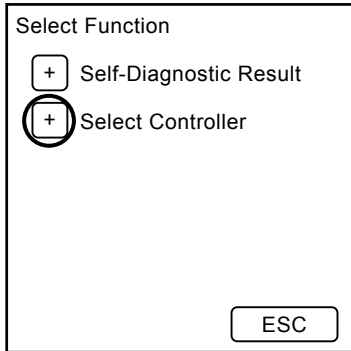 Select Function
+ Self-Diagnostic Result
+ Select Controller
ESC